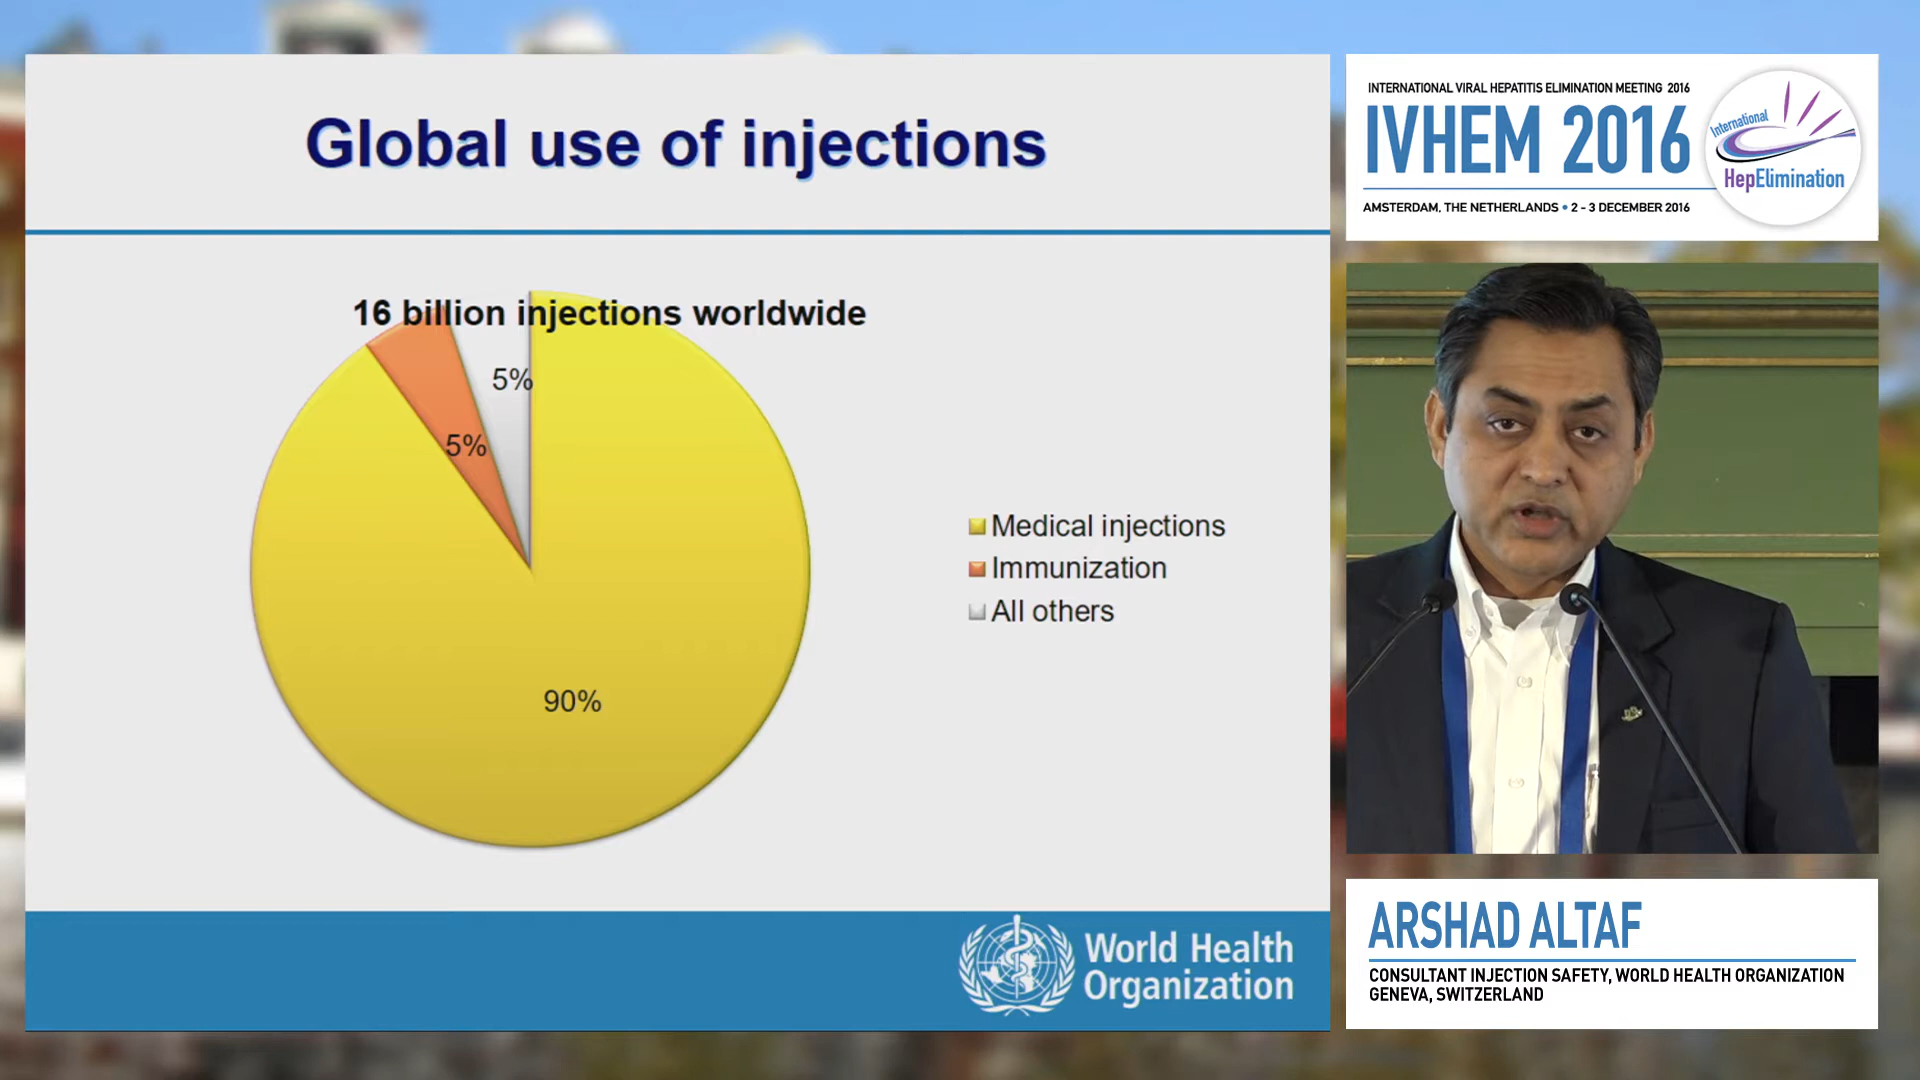 Global use of injections
16 billion injections worldwide
5%
5%
90%
Medical injections
Immunization
All others
World Health
Organization
INTERNATIONAL VIRAL HEPATITIS ELIMINATION MEETING 2016
IVHEM 2016
AMSTERDAM, THE NETHERLANDS • 2 - 3 DECEMBER 2016
International
HepElimination
ARSHAD ALTAF
CONSULTANT INJECTION SAFETY, WORLD HEALTH ORGANIZATION
GENEVA, SWITZERLAND